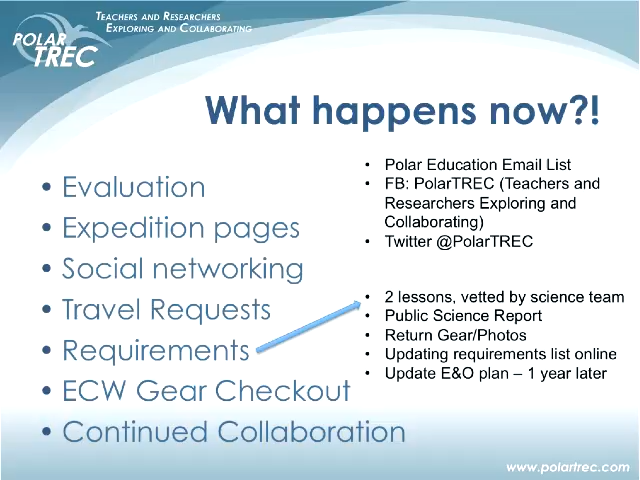 TEACHERS AND RESEARCHERS
EXPLORING AND COLLABORATING
POLAR
TREC
What happens now?!
• Evaluation
• Expedition pages
• Social networking
• Travel Requests
• Requirements
• ECW Gear Checkout
• Continued Collaboration
• Polar Education Email List
• FB: PolarTREC (Teachers and
Researchers Exploring and
Collaborating)
• Twitter @PolarTREC
• 2 lessons, vetted by science team
• Public Science Report
• Return Gear/Photos
• Updating requirements list online
• Update E&O plan – 1 year later
www.polartrec.com